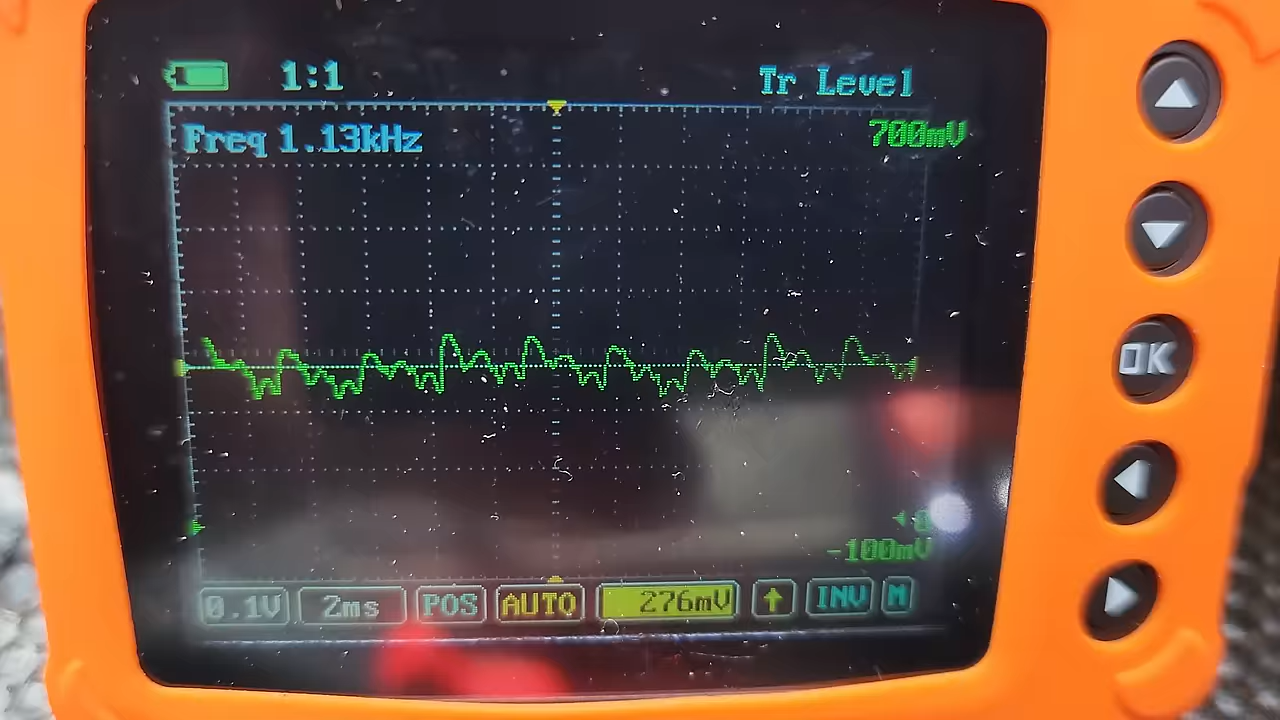 1:1 Tr Level
Freq 1.13kHz 700mV
OK
-100mV
0.1V 2ms POS AUTO 276mV ↑ INV M